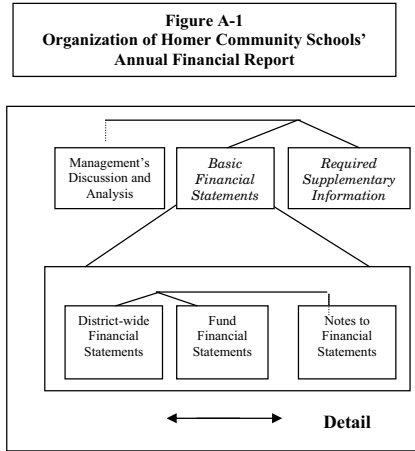 Figure A-1
Organization of Homer Community Schools'
Annual Financial Report
Management's
Discussion and
Analysis
Basic
Financial
Statements
Required
Supplementary
Information
District-wide
Financial
Statements
Fund
Financial
Statements
Notes to
Financial
Statements
Detail